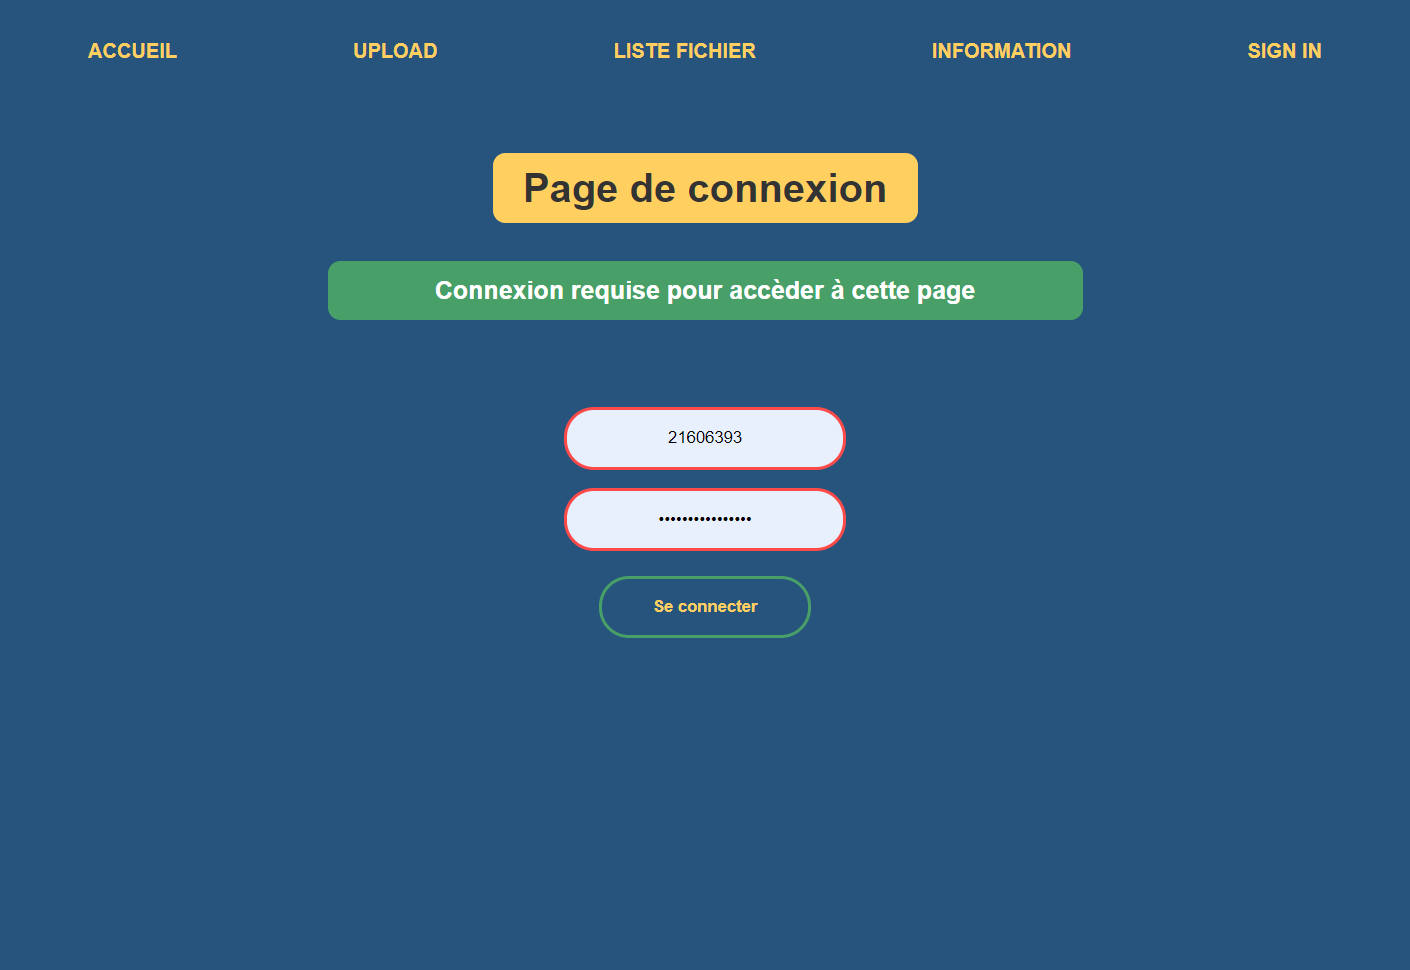 ACCUEIL UPLOAD LISTE FICHIER INFORMATION SIGN IN
Page de connexion
Connexion requise pour accèder à cette page
21606393
••••••••••••••••
Se connecter